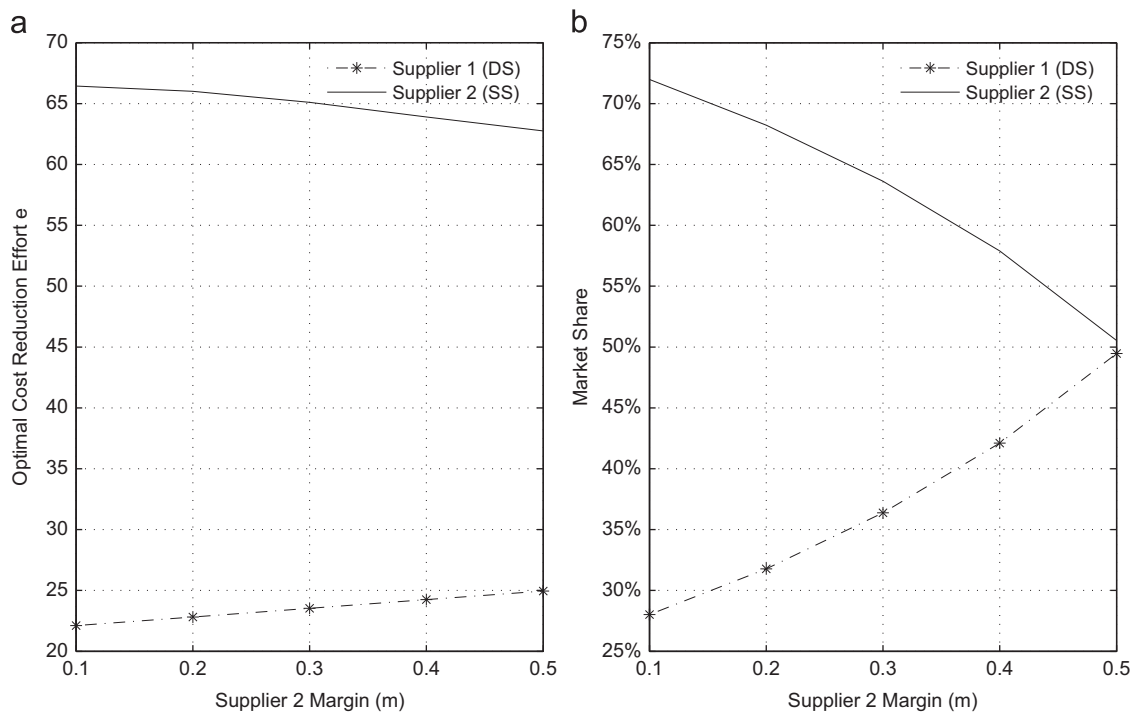 a
70
65
60
55
50
45
40
35
30
25
20
Optimal Cost Reduction Effort e
Supplier 1 (DS)
Supplier 2 (SS)
0.1 0.2 0.3 0.4 0.5
Supplier 2 Margin (m)
b
75%
70%
65%
60%
55%
50%
45%
40%
35%
30%
25%
Market Share
Supplier 1 (DS)
Supplier 2 (SS)
0.1 0.2 0.3 0.4 0.5
Supplier 2 Margin (m)